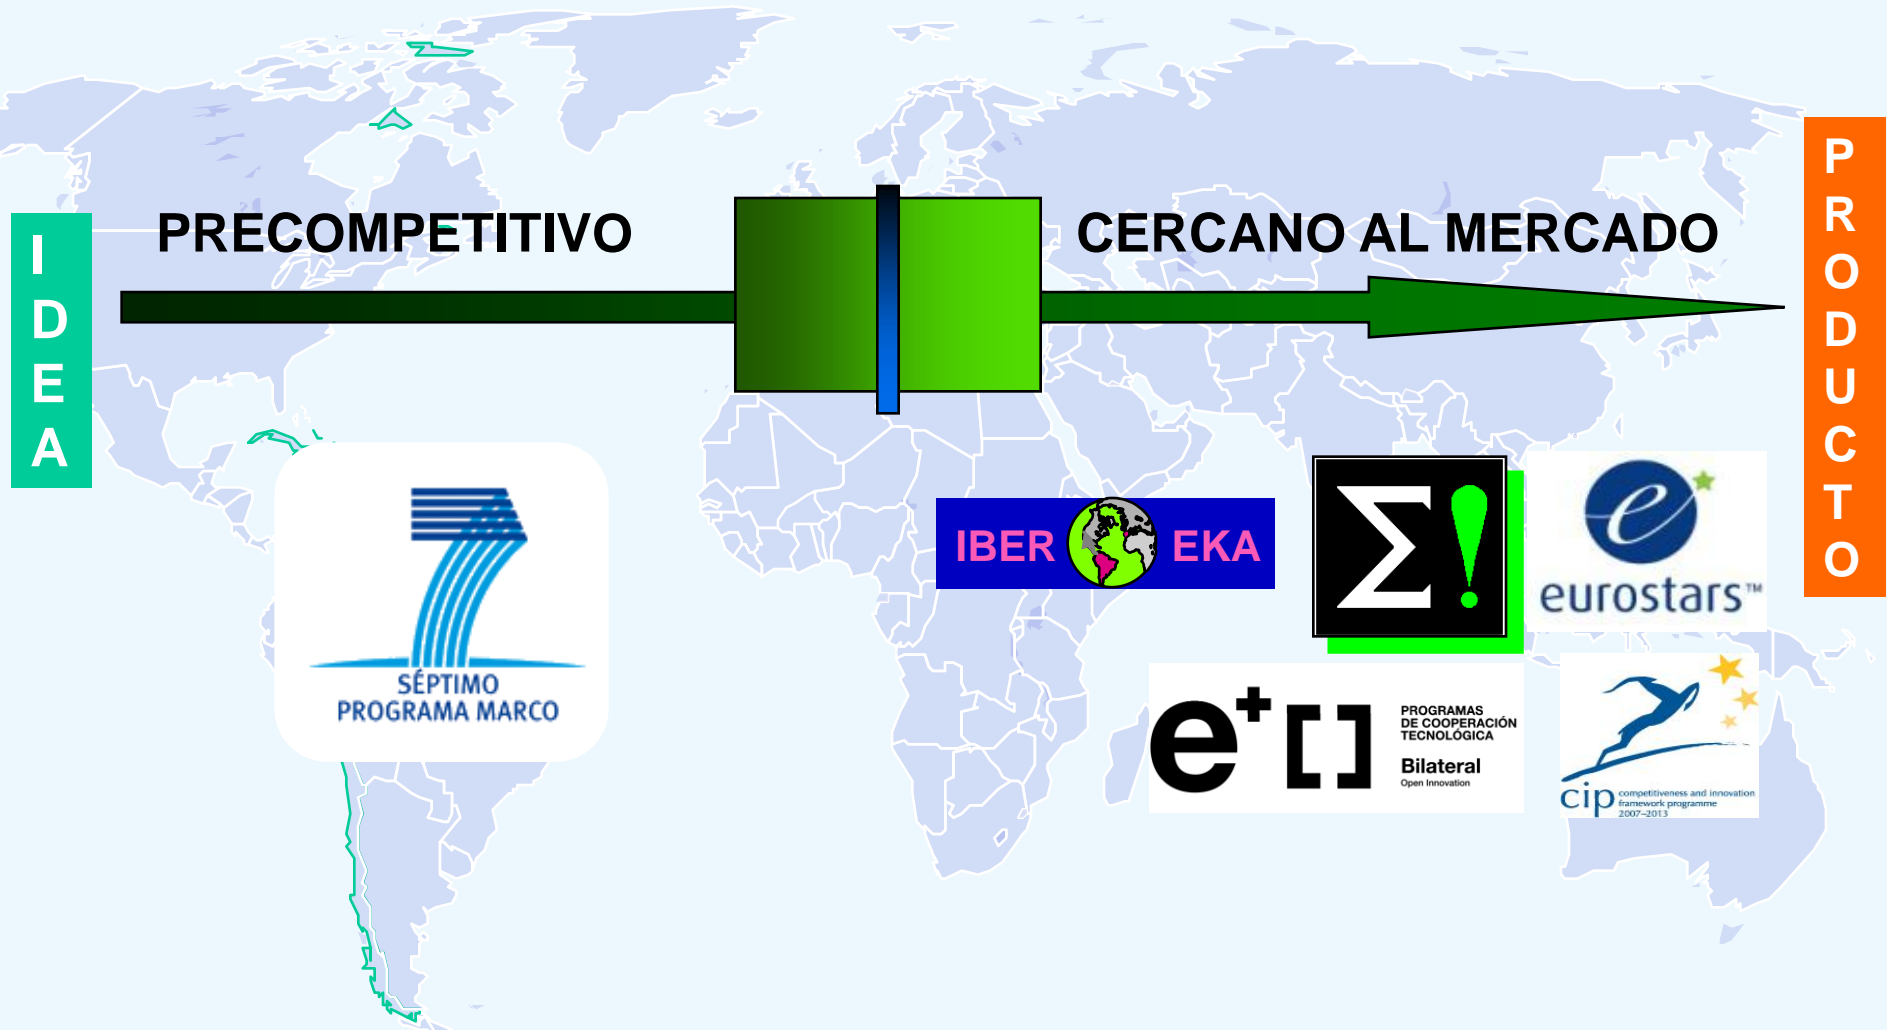 IDEA
PRECOMPETITIVO
CERCANO AL MERCADO
PRODUCTO
SÉPTIMO
PROGRAMA MARCO
IBER EKA
Σ!
e
eurostars™
e+[]
PROGRAMAS
DE COOPERACIÓN
TECNOLÓGICA
Bilateral
Open Innovation
cip
competitiveness and innovation
framework programme
2007–2013